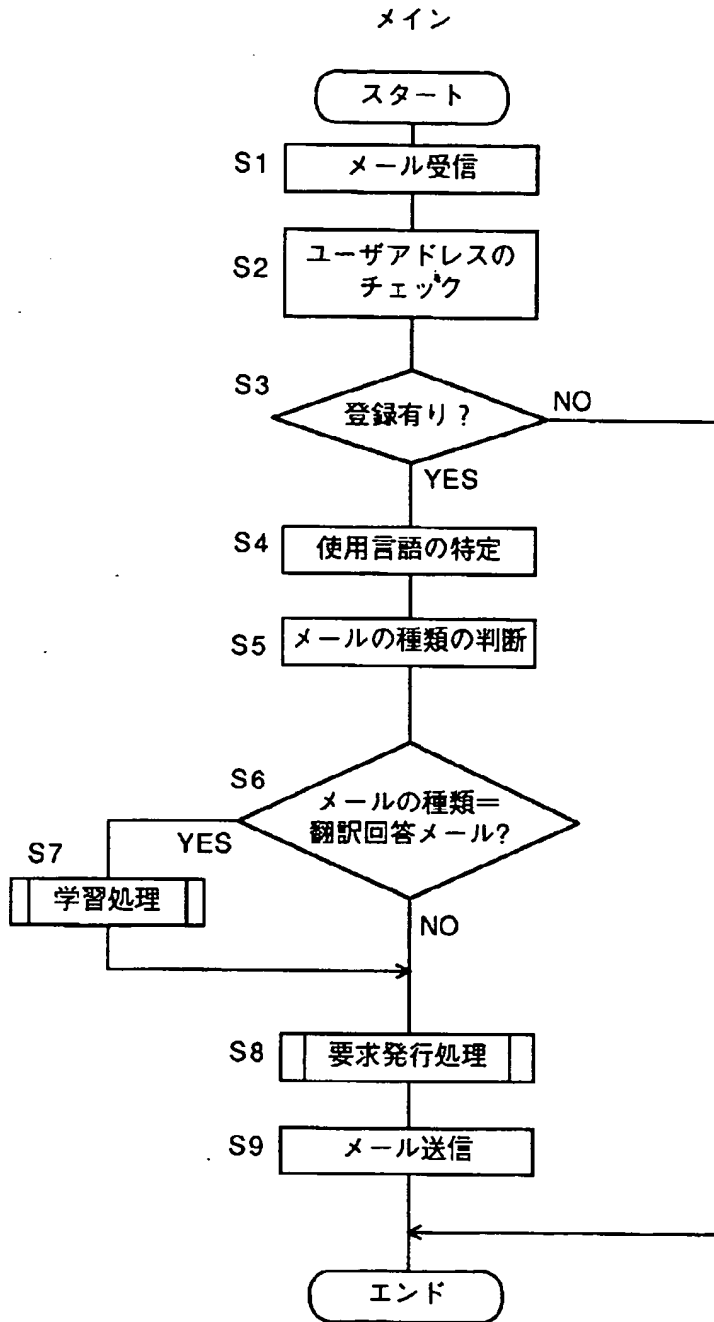 メイン
スタート
S1
メール受信
S2
ユーザアドレスの
チェック
S3
登録有り?
NO
YES
S4
使用言語の特定
S5
メールの種類の判断
S6
メールの種類=
翻訳回答メール?
YES
S7
学習処理
NO
S8
要求発行処理
S9
メール送信
エンド